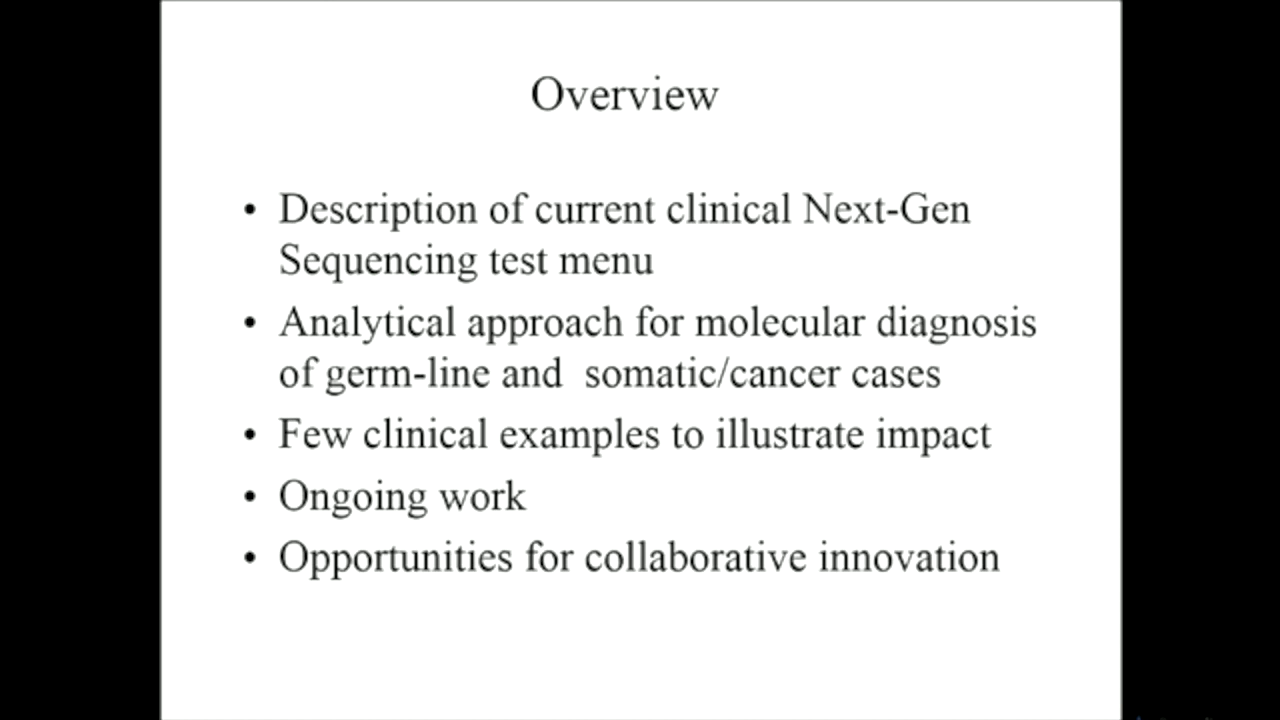 Overview
• Description of current clinical Next-Gen
Sequencing test menu
• Analytical approach for molecular diagnosis
of germ-line and  somatic/cancer cases
• Few clinical examples to illustrate impact
• Ongoing work
• Opportunities for collaborative innovation